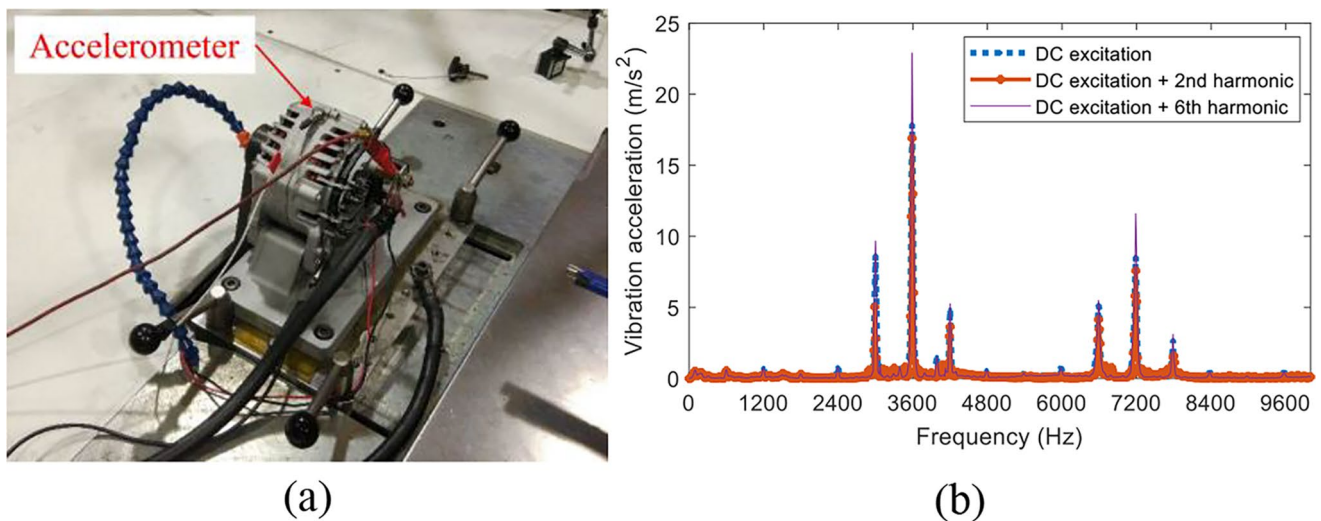 Accelerometer
(a)
Vibration acceleration (m/s²)
25
20
15
10
5
0
DC excitation
DC excitation + 2nd harmonic
DC excitation + 6th harmonic
0 1200 2400 3600 4800 6000 7200 8400 9600
Frequency (Hz)
(b)